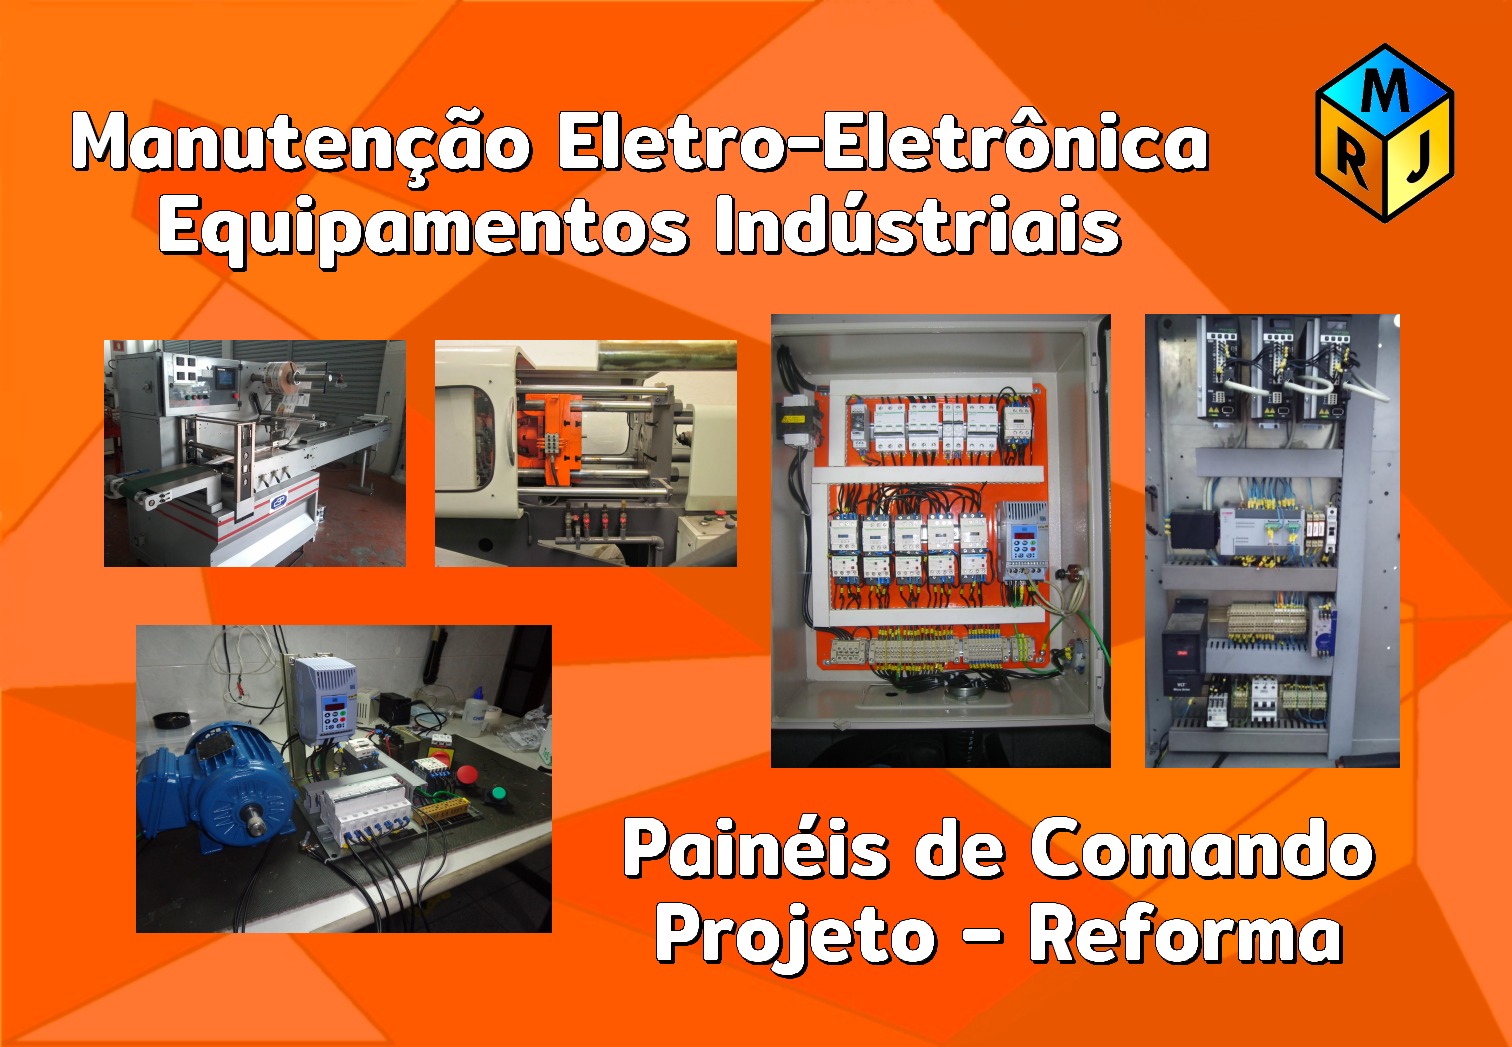 Manutenção Eletro-Eletrônica
Equipamentos Indústriais
M
R J
Painéis de Comando
Projeto - Reforma